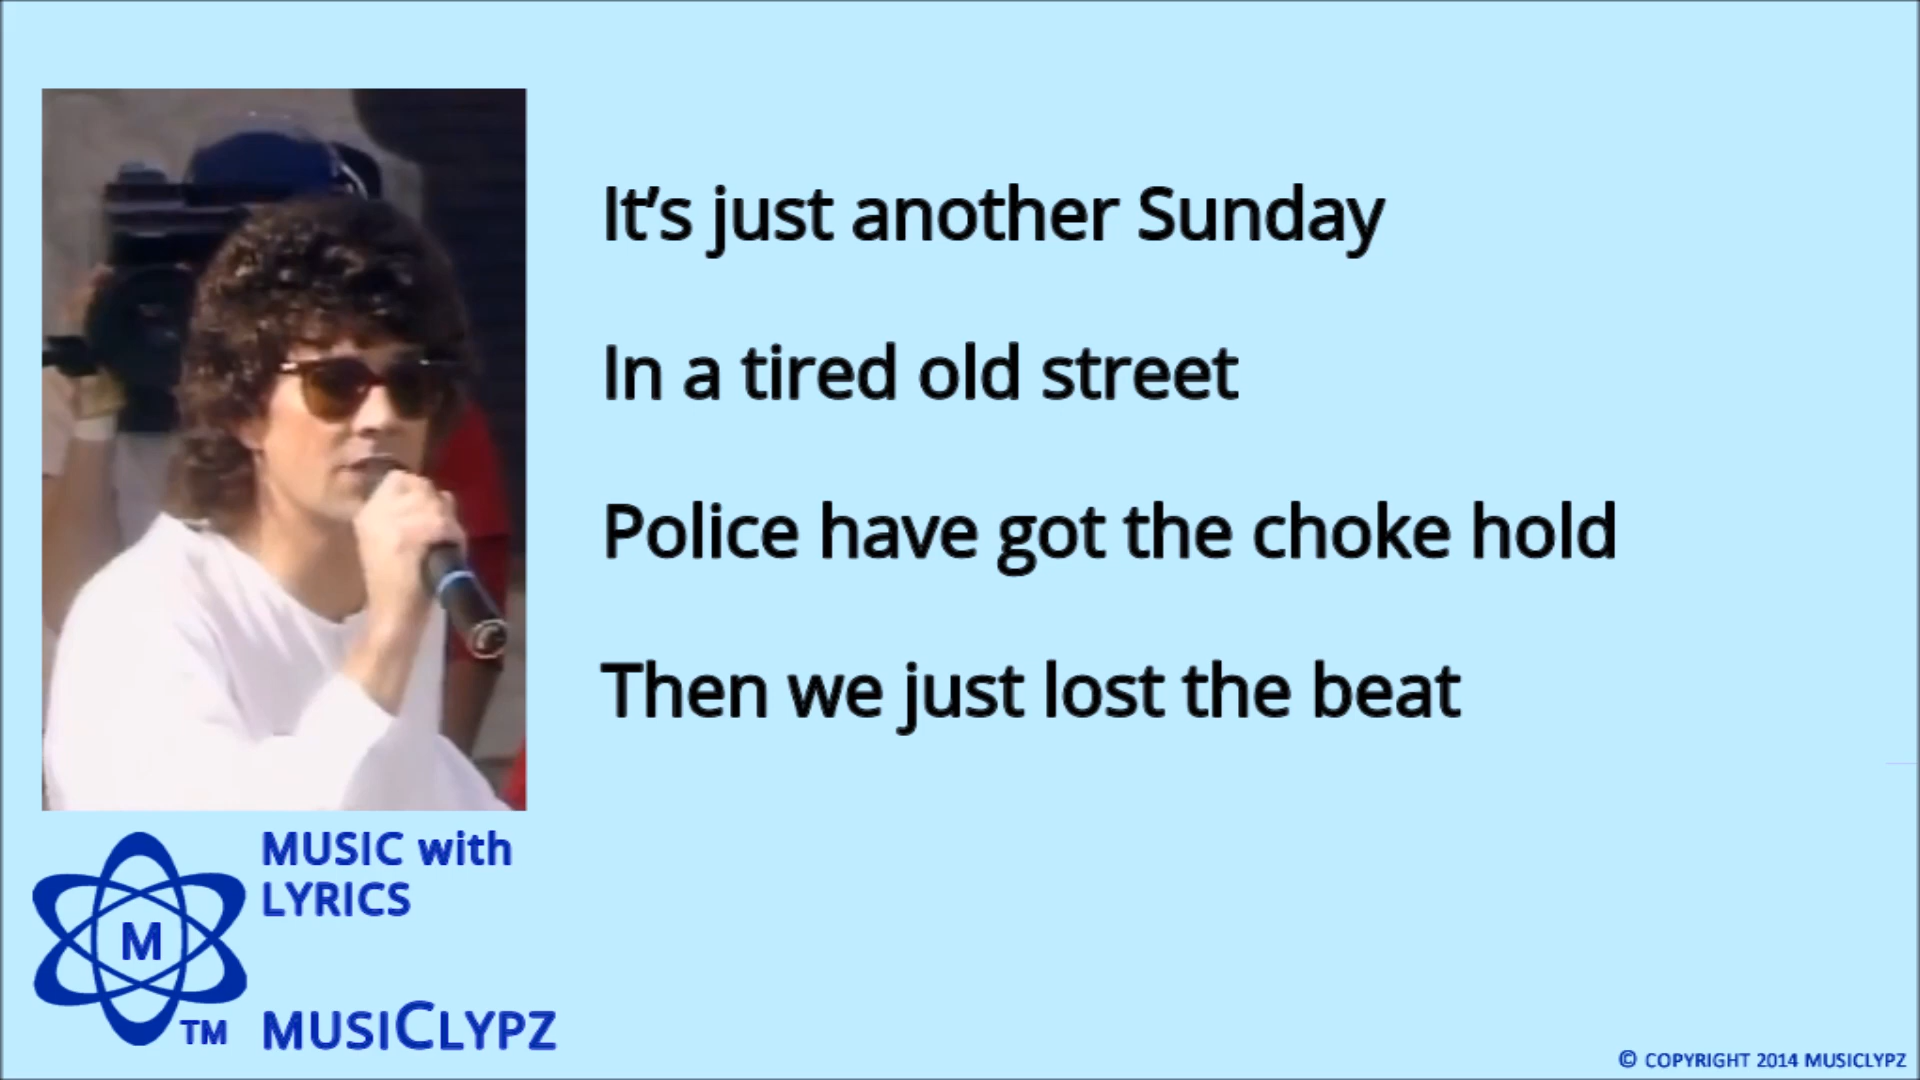 It’s just another Sunday
In a tired old street
Police have got the choke hold
Then we just lost the beat
MUSIC with
LYRICS
M
TM
MUSICLYPZ
© COPYRIGHT 2014 MUSICLYPZ